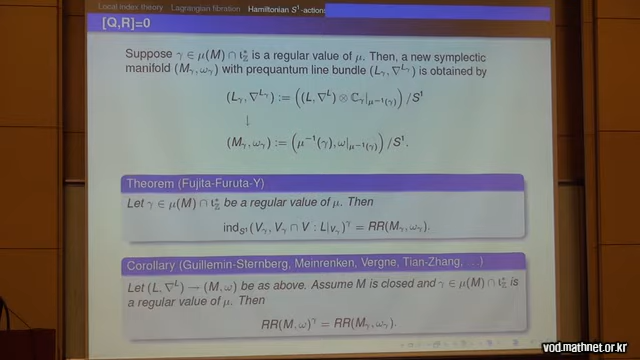 Local index theory Lagrangian fibration Hamiltonian S¹-action
[Q,R]=0
Suppose γ ∈ μ(M) ∩ t*_ℤ is a regular value of μ. Then, a new symplectic
manifold (M_γ, ω_γ) with prequantum line bundle (L_γ, ∇^{L_γ}) is obtained by
(L_γ, ∇^{L_γ}) := ((L, ∇^L) ⊗ ℂ_γ|_{μ⁻¹(γ)}) /S¹
↓
(M_γ, ω_γ) := (μ⁻¹(γ), ω|_{μ⁻¹(γ)}) /S¹.
Theorem (Fujita-Furuta-Y)
Let γ ∈ μ(M) ∩ t*_ℤ be a regular value of μ. Then
ind_{S¹}(V_γ, V_γ ∩ V : L|_{V_γ})^γ = RR(M_γ, ω_γ).
Corollary (Guillemin-Sternberg, Meinrenken, Vergne, Tian-Zhang, ...)
Let (L, ∇^L) → (M, ω) be as above. Assume M is closed and γ ∈ μ(M) ∩ t*_ℤ is
a regular value of μ. Then
RR(M, ω)^γ = RR(M_γ, ω_γ).
vod.mathnet.or.kr